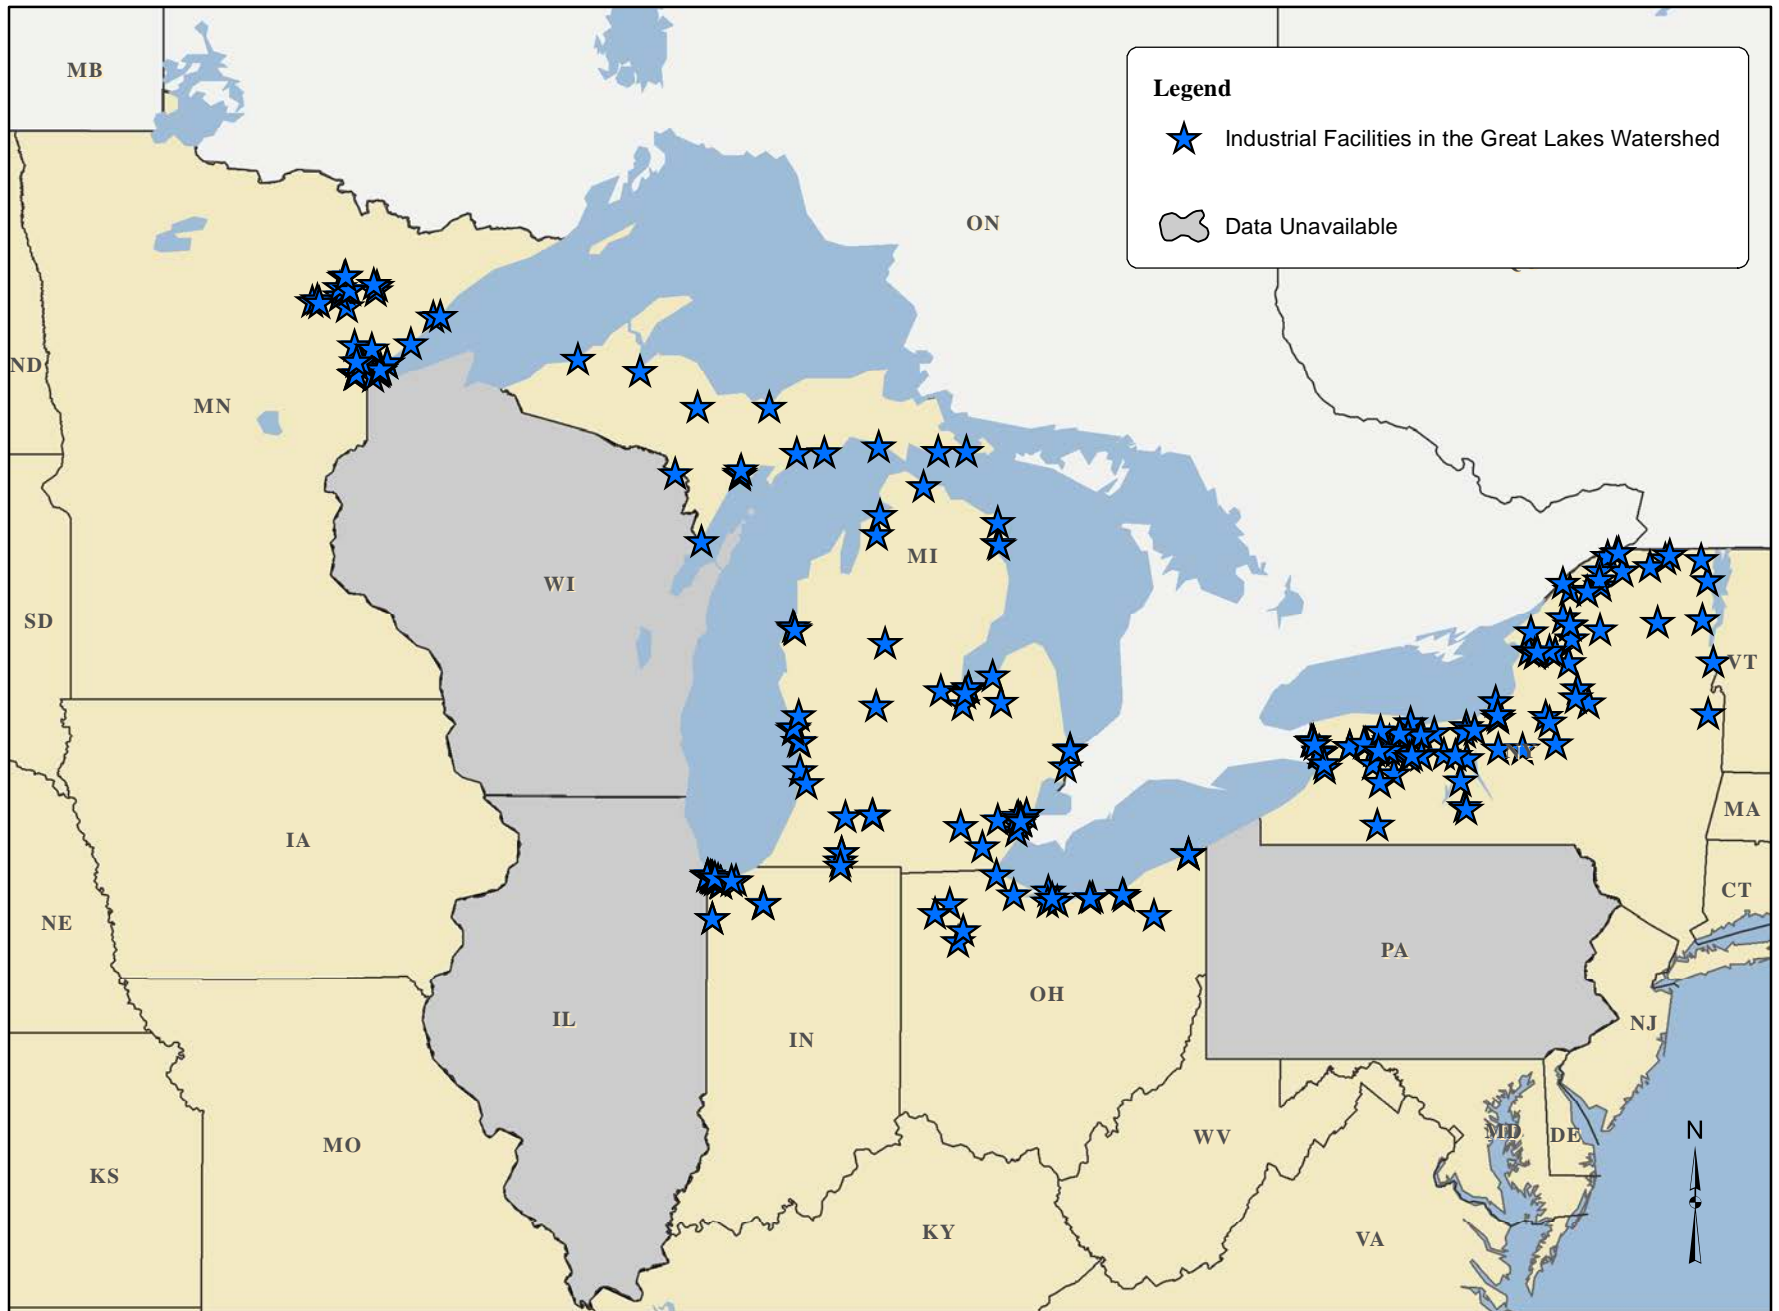 MB
Legend
Industrial Facilities in the Great Lakes Watershed
ON
Data Unavailable
ND
MN
MI
WI
SD
VT
NY
MA
IA
CT
NE
PA
OH
IL
NJ
IN
MD
DE
MO
WV
N
KS
KY
VA